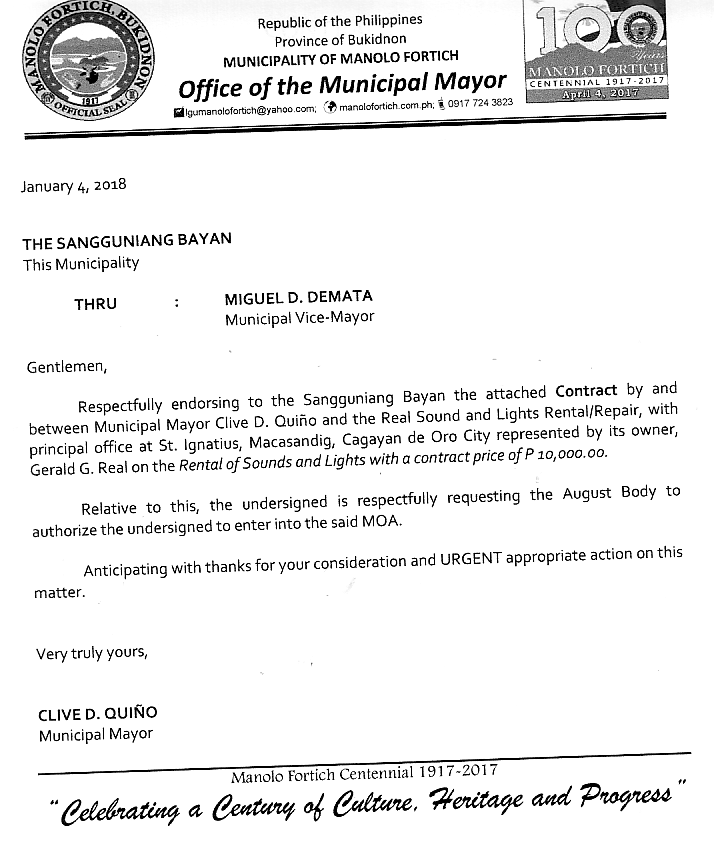 MANOLO FORTICH, BUKIDNON
1917
OFFICIAL SEAL
Republic of the Philippines
Province of Bukidnon
MUNICIPALITY OF MANOLO FORTICH
Office of the Municipal Mayor
lgumanolofortich@yahoo.com; manolofortich.com.ph; 0917 724 3823
100
Years
MANOLO FORTICH
CENTENNIAL 1917-2017
April 4, 2017
January 4, 2018
THE SANGGUNIANG BAYAN
This Municipality
THRU : MIGUEL D. DEMATA
Municipal Vice-Mayor
Gentlemen,
Respectfully endorsing to the Sangguniang Bayan the attached Contract by and
between Municipal Mayor Clive D. Quiño and the Real Sound and Lights Rental/Repair, with
principal office at St. Ignatius, Macasandig, Cagayan de Oro City represented by its owner,
Gerald G. Real on the Rental of Sounds and Lights with a contract price of P 10,000.00.
Relative to this, the undersigned is respectfully requesting the August Body to
authorize the undersigned to enter into the said MOA.
Anticipating with thanks for your consideration and URGENT appropriate action on this
matter.
Very truly yours,
CLIVE D. QUIÑO
Municipal Mayor
Manolo Fortich Centennial 1917-2017
"Celebrating a Century of Culture, Heritage and Progress"